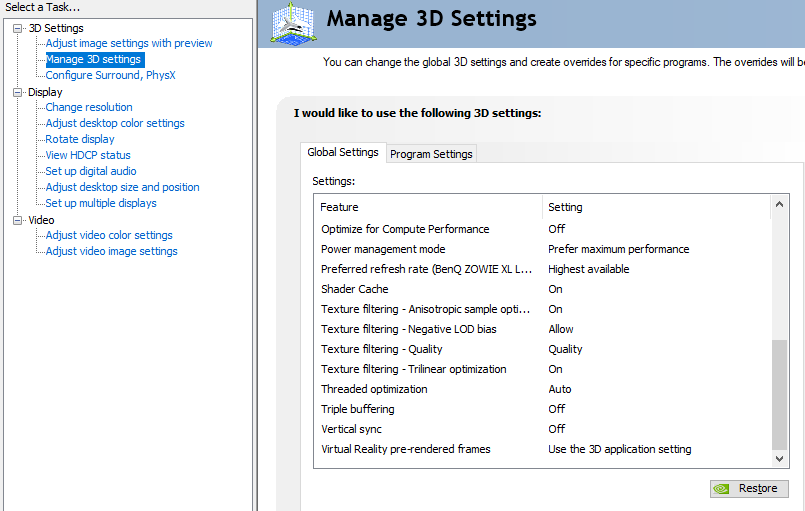 Select a Task...
3D Settings
Adjust image settings with preview
Manage 3D settings
Configure Surround, PhysX
Display
Change resolution
Adjust desktop color settings
Rotate display
View HDCP status
Set up digital audio
Adjust desktop size and position
Set up multiple displays
Video
Adjust video color settings
Adjust video image settings
Manage 3D Settings
You can change the global 3D settings and create overrides for specific programs. The overrides will be
I would like to use the following 3D settings:
Global Settings Program Settings
Settings:
Feature Setting
Optimize for Compute Performance Off
Power management mode Prefer maximum performance
Preferred refresh rate (BenQ ZOWIE XL L... Highest available
Shader Cache On
Texture filtering - Anisotropic sample opti... On
Texture filtering - Negative LOD bias Allow
Texture filtering - Quality Quality
Texture filtering - Trilinear optimization On
Threaded optimization Auto
Triple buffering Off
Vertical sync Off
Virtual Reality pre-rendered frames Use the 3D application setting
Restore